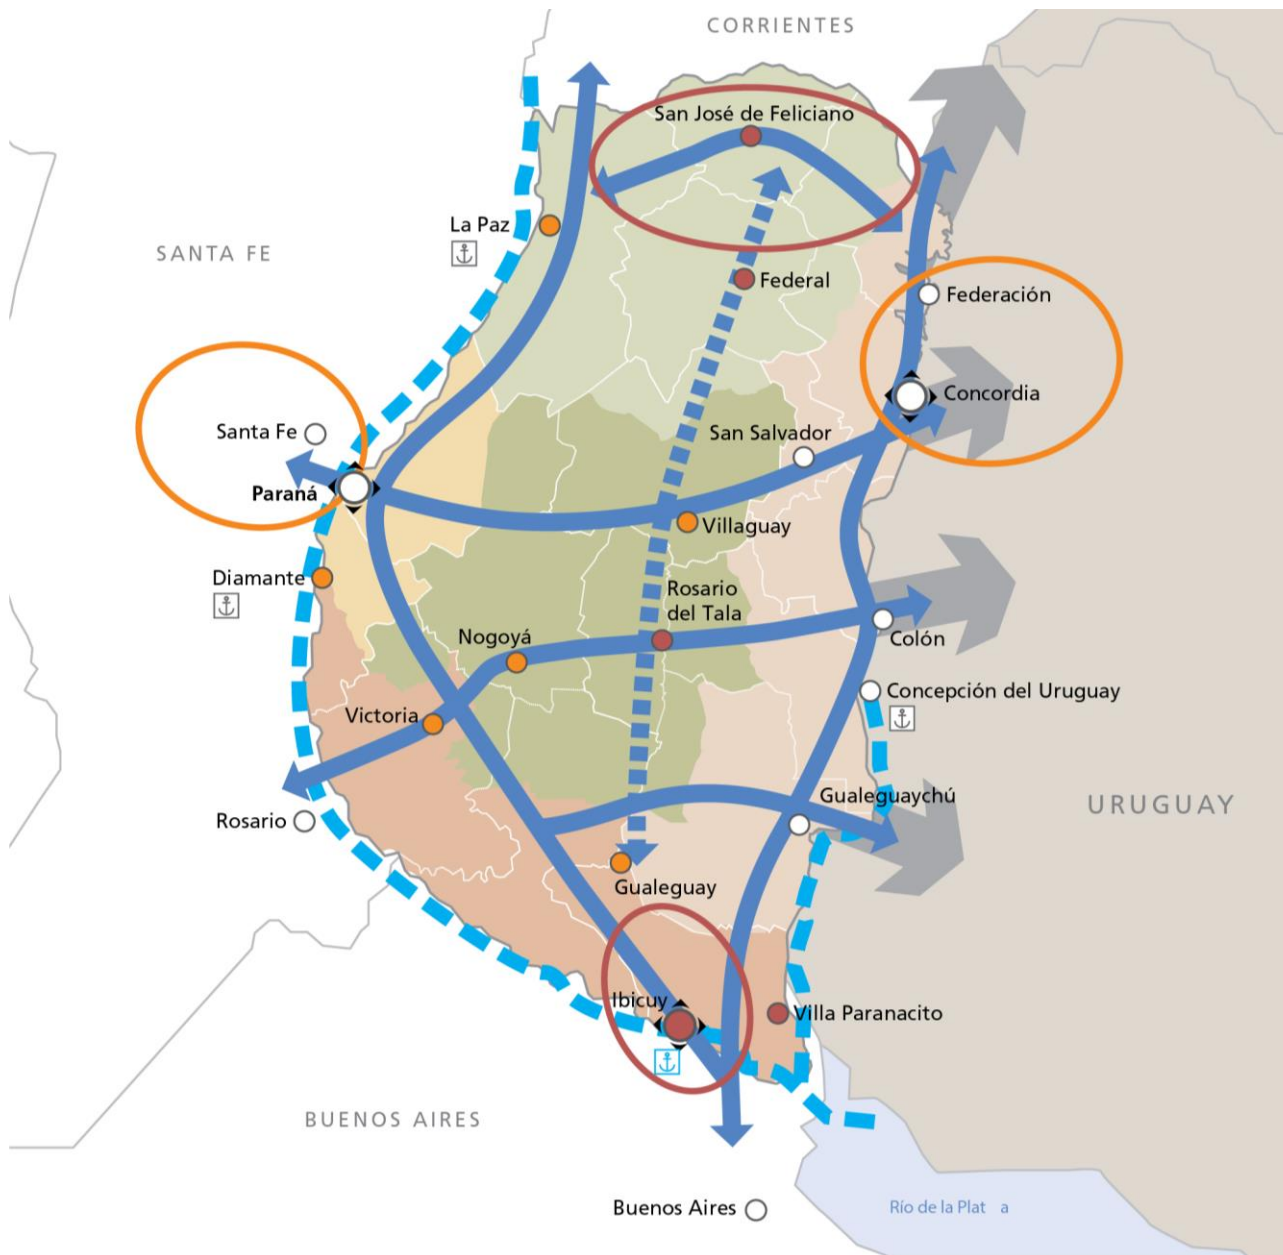 CORRIENTES
San José de Feliciano
La Paz
SANTA FE
Federal
Federación
Concordia
Santa Fe
San Salvador
Paraná
Villaguay
Diamante
Rosario
del Tala
Nogoyá
Colón
Concepción del Uruguay
Victoria
Gualeguaychú
URUGUAY
Rosario
Gualeguay
Ibicuy
Villa Paranacito
BUENOS AIRES
Buenos Aires
Río de la Plat a